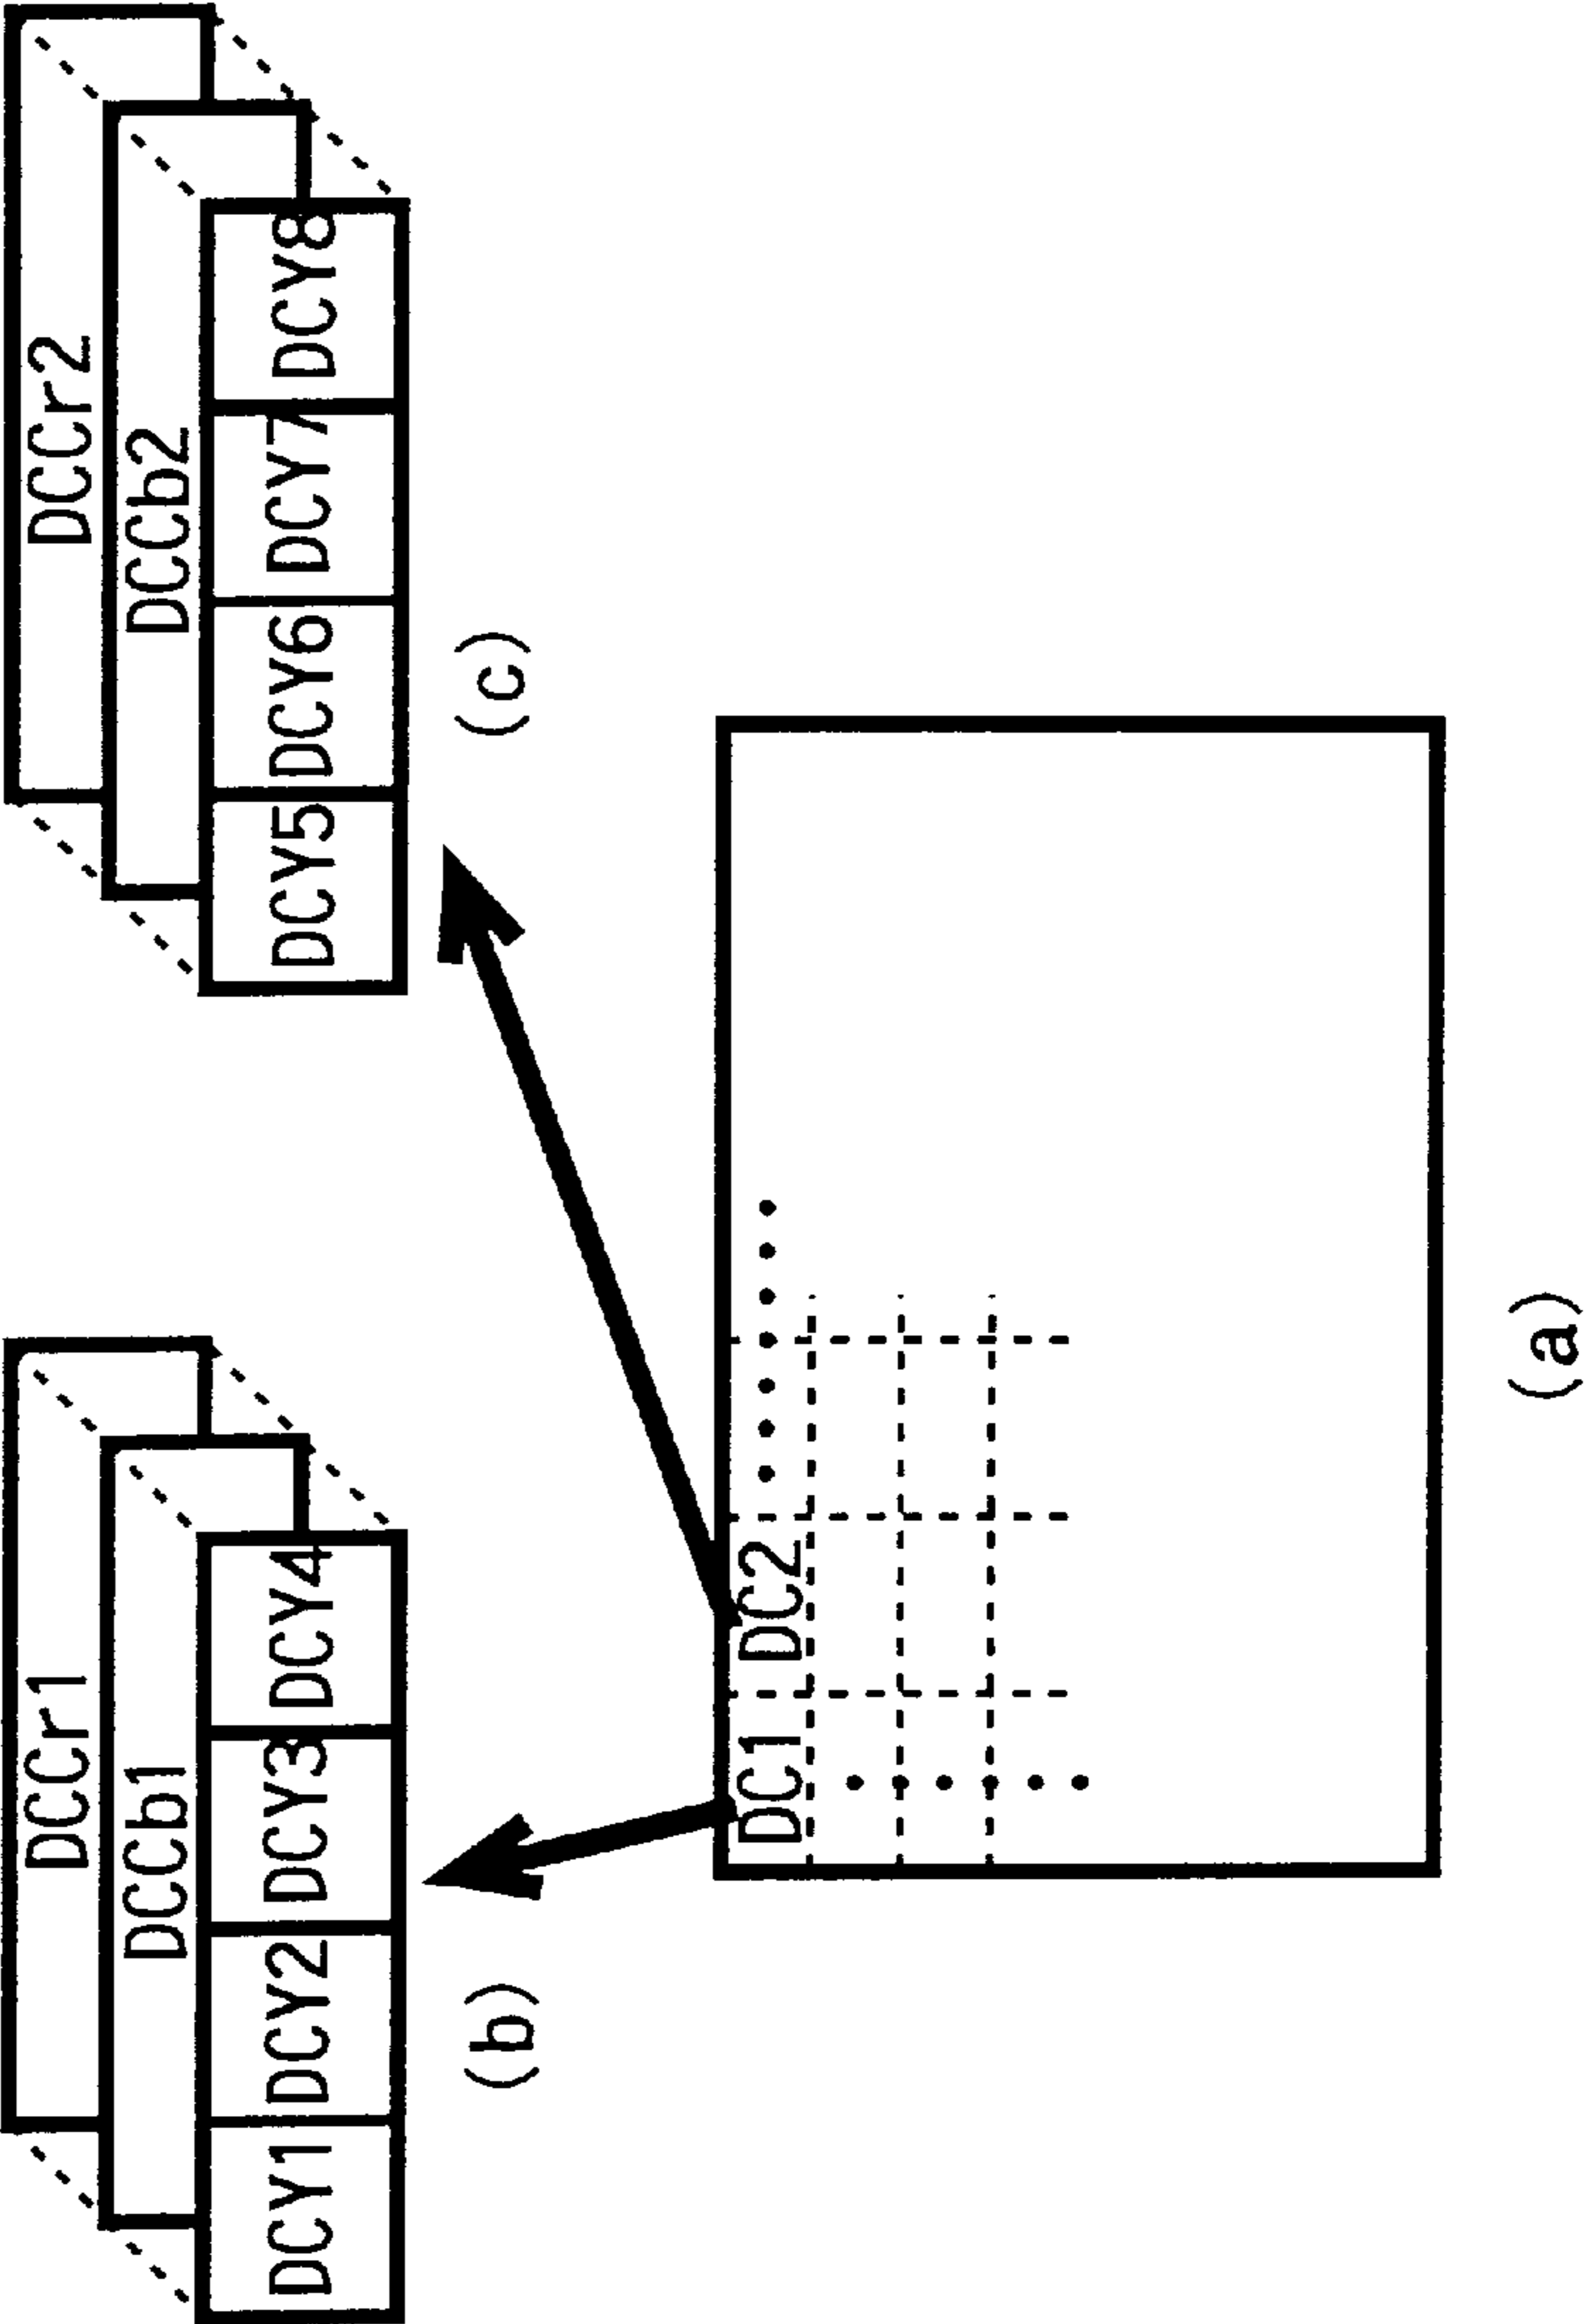 DCCr1
DCCb1
DCY1 DCY2 DCY3 DCY4
(b)
DCCr2
DCCb2
DCY5 DCY6 DCY7 DCY8
(c)
DC1 DC2
(a)